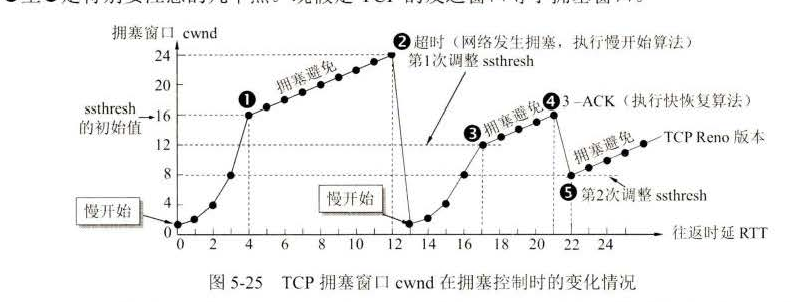 拥塞窗口 cwnd
❷超时（网络发生拥塞，执行慢开始算法）
第1次调整 ssthresh
24
20
16
12
8
4
0
ssthresh
的初始值
❶
拥塞避免
❸
拥塞避免
❹3-ACK（执行快恢复算法）
拥塞避免
TCP Reno 版本
❺第2次调整 ssthresh
慢开始
慢开始
0 2 4 6 8 10 12 14 16 18 20 22 24
往返时延 RTT
图 5-25 TCP 拥塞窗口 cwnd 在拥塞控制时的变化情况